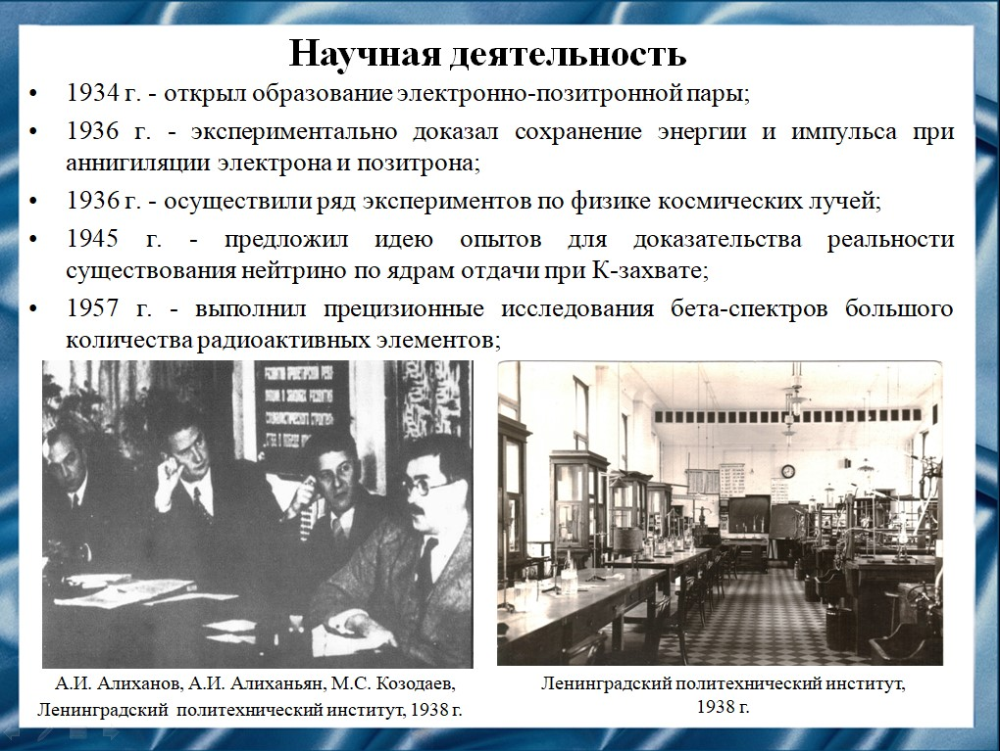 Научная деятельность
• 1934 г. - открыл образование электронно-позитронной пары;
• 1936 г. - экспериментально доказал сохранение энергии и импульса при
аннигиляции электрона и позитрона;
• 1936 г. - осуществили ряд экспериментов по физике космических лучей;
• 1945 г. - предложил идею опытов для доказательства реальности
существования нейтрино по ядрам отдачи при К-захвате;
• 1957 г. - выполнил прецизионные исследования бета-спектров большого
количества радиоактивных элементов;
А.И. Алиханов, А.И. Алиханьян, М.С. Козодаев,
Ленинградский политехнический институт, 1938 г.
Ленинградский политехнический институт,
1938 г.